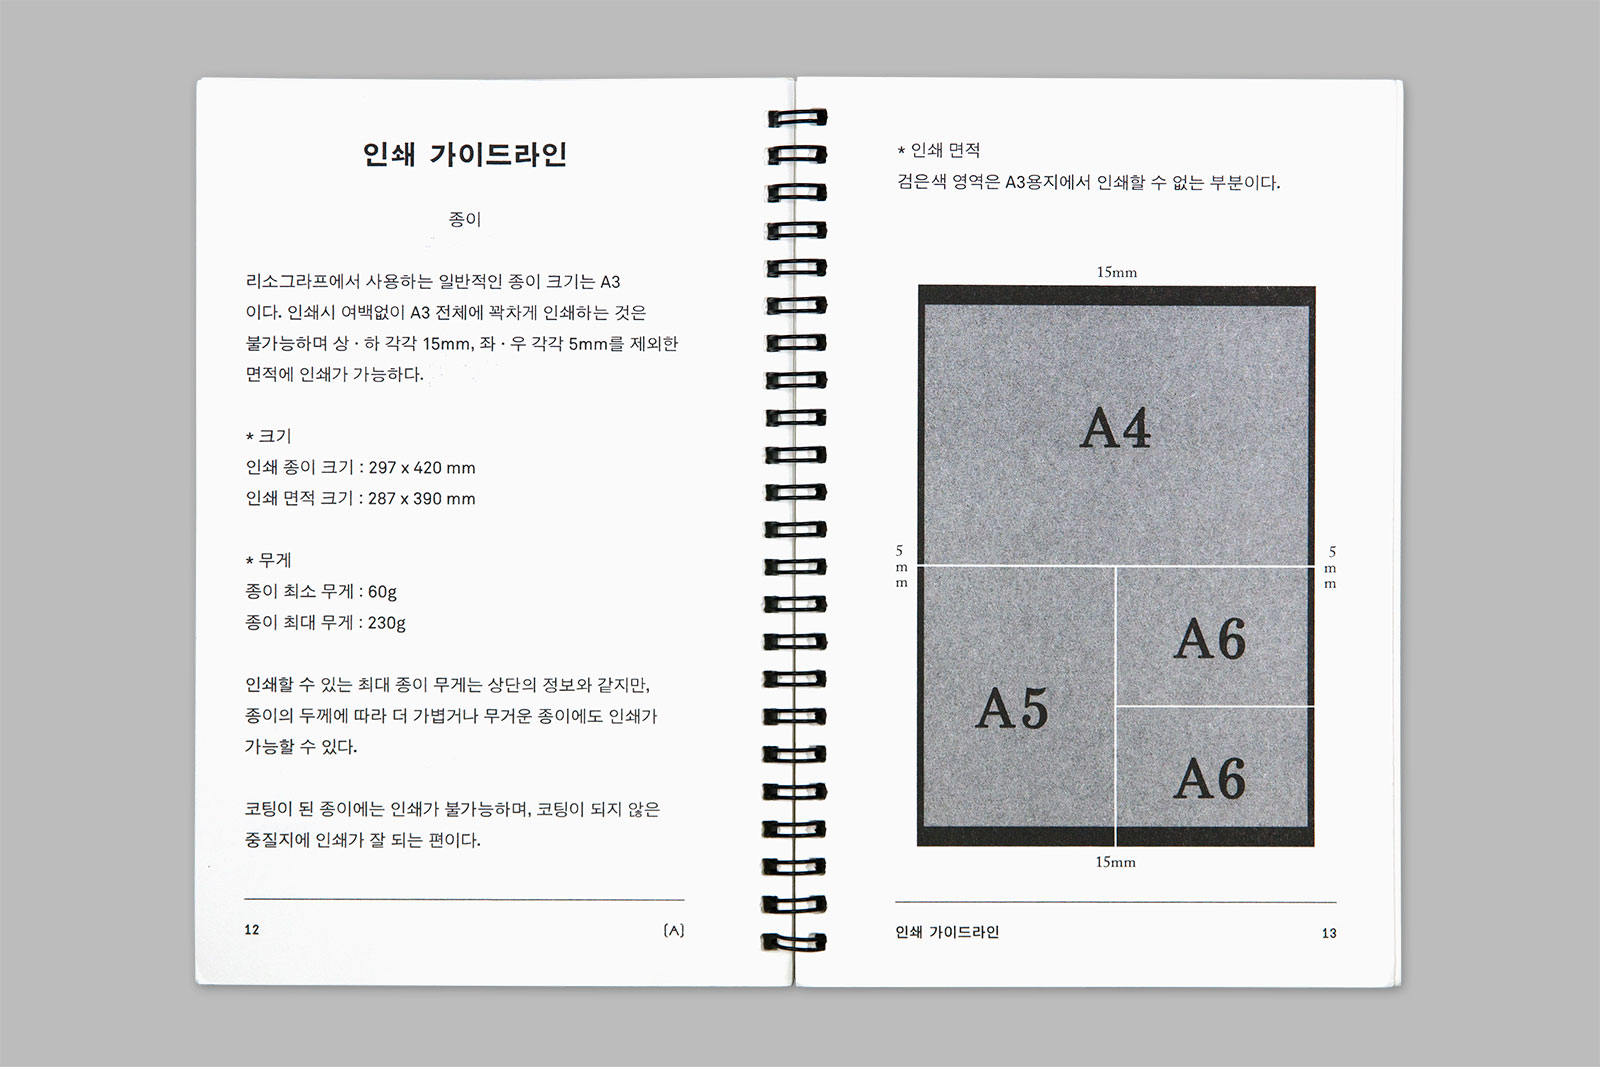 인쇄 가이드라인
종이
리소그라프에서 사용하는 일반적인 종이 크기는 A3
이다. 인쇄시 여백없이 A3 전체에 꽉차게 인쇄하는 것은
불가능하며 상 · 하 각각 15mm, 좌 · 우 각각 5mm를 제외한
면적에 인쇄가 가능하다.
* 크기
인쇄 종이 크기 : 297 x 420 mm
인쇄 면적 크기 : 287 x 390 mm
* 무게
종이 최소 무게 : 60g
종이 최대 무게 : 230g
인쇄할 수 있는 최대 종이 무게는 상단의 정보와 같지만,
종이의 두께에 따라 더 가볍거나 무거운 종이에도 인쇄가
가능할 수 있다.
코팅이 된 종이에는 인쇄가 불가능하며, 코팅이 되지 않은
중질지에 인쇄가 잘 되는 편이다.
12
(A)
* 인쇄 면적
검은색 영역은 A3용지에서 인쇄할 수 없는 부분이다.
15mm
A4
5mm
5mm
A6
A5
A6
15mm
인쇄 가이드라인
13